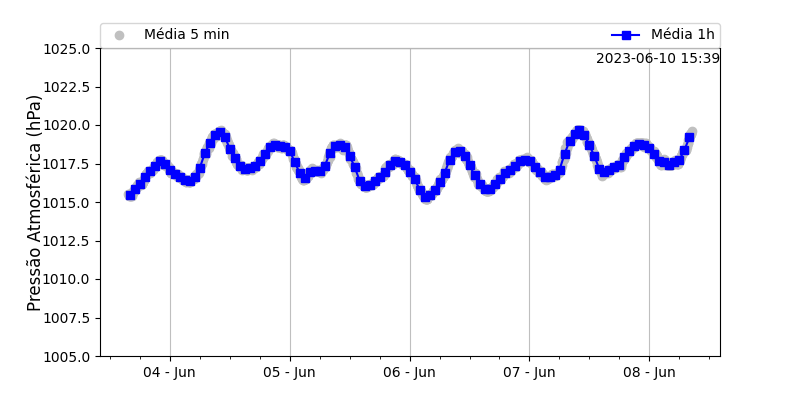 Média 5 min
Média 1h
2023-06-10 15:39
Pressão Atmosférica (hPa)
1025.0
1022.5
1020.0
1017.5
1015.0
1012.5
1010.0
1007.5
1005.0
04 - Jun
05 - Jun
06 - Jun
07 - Jun
08 - Jun